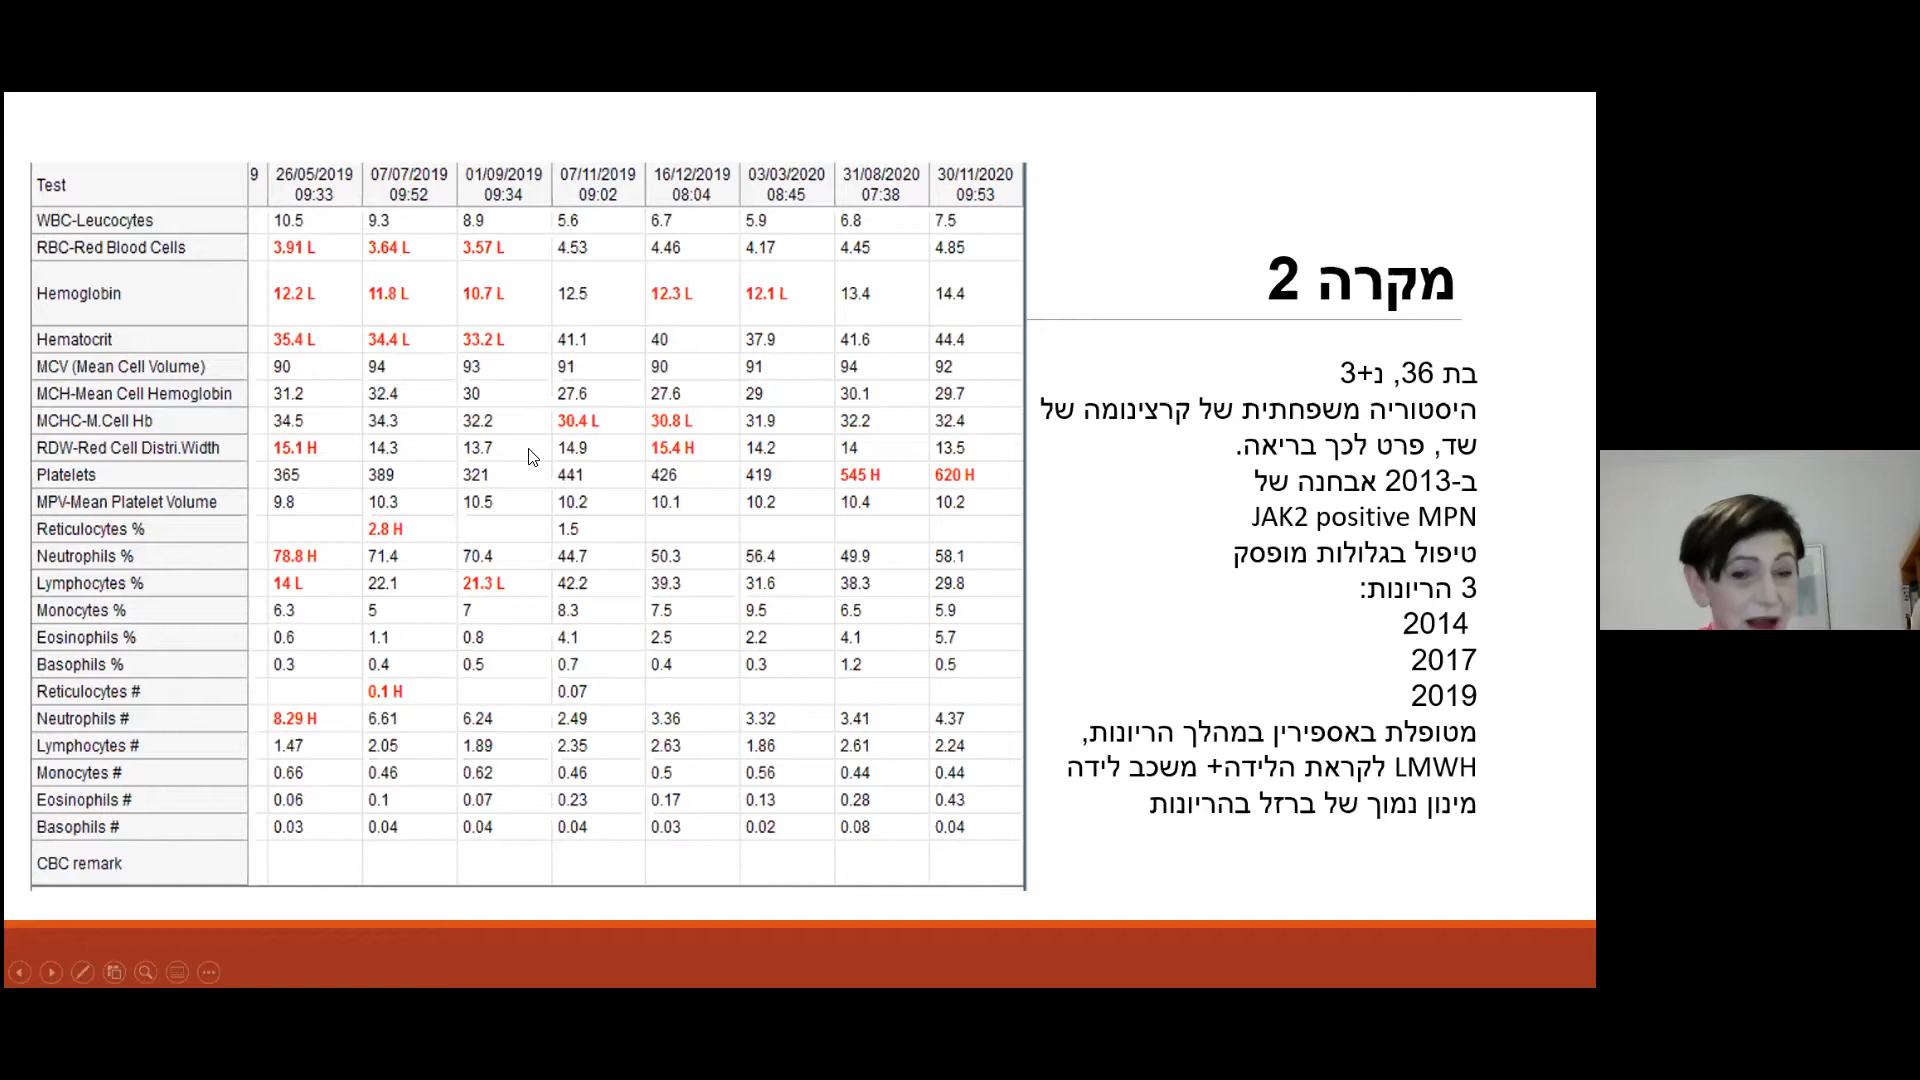 Test 9 26/05/2019 09:33 07/07/2019 09:52 01/09/2019 09:34 07/11/2019 09:02 16/12/2019 08:04 03/03/2020 08:45 31/08/2020 07:38 30/11/2020 09:53
WBC-Leucocytes 10.5 9.3 8.9 5.6 6.7 5.9 6.8 7.5
RBC-Red Blood Cells 3.91 L 3.64 L 3.57 L 4.53 4.46 4.17 4.45 4.85
Hemoglobin 12.2 L 11.8 L 10.7 L 12.5 12.3 L 12.1 L 13.4 14.4
Hematocrit 35.4 L 34.4 L 33.2 L 41.1 40 37.9 41.6 44.4
MCV (Mean Cell Volume) 90 94 93 91 90 91 94 92
MCH-Mean Cell Hemoglobin 31.2 32.4 30 27.6 27.6 29 30.1 29.7
MCHC-M.Cell Hb 34.5 34.3 32.2 30.4 L 30.8 L 31.9 32.2 32.4
RDW-Red Cell Distri.Width 15.1 H 14.3 13.7 14.9 15.4 H 14.2 14 13.5
Platelets 365 389 321 441 426 419 545 H 620 H
MPV-Mean Platelet Volume 9.8 10.3 10.5 10.2 10.1 10.2 10.4 10.2
Reticulocytes % 2.8 H 1.5
Neutrophils % 78.8 H 71.4 70.4 44.7 50.3 56.4 49.9 58.1
Lymphocytes % 14 L 22.1 21.3 L 42.2 39.3 31.6 38.3 29.8
Monocytes % 6.3 5 7 8.3 7.5 9.5 6.5 5.9
Eosinophils % 0.6 1.1 0.8 4.1 2.5 2.2 4.1 5.7
Basophils % 0.3 0.4 0.5 0.7 0.4 0.3 1.2 0.5
Reticulocytes # 0.1 H 0.07
Neutrophils # 8.29 H 6.61 6.24 2.49 3.36 3.32 3.41 4.37
Lymphocytes # 1.47 2.05 1.89 2.35 2.63 1.86 2.61 2.24
Monocytes # 0.66 0.46 0.62 0.46 0.5 0.56 0.44 0.44
Eosinophils # 0.06 0.1 0.07 0.23 0.17 0.13 0.28 0.43
Basophils # 0.03 0.04 0.04 0.04 0.03 0.02 0.08 0.04
CBC remark
מקרה 2
בת 36, נ+3
היסטוריה משפחתית של קרצינומה של
שד, פרט לכך בריאה.
ב-2013 אבחנה של
JAK2 positive MPN
טיפול בגלולות מופסק
3 הריונות:
2014
2017
2019
מטופלת באספירין במהלך הריונות,
LMWH לקראת הלידה+ משכב לידה
מינון נמוך של ברזל בהריונות